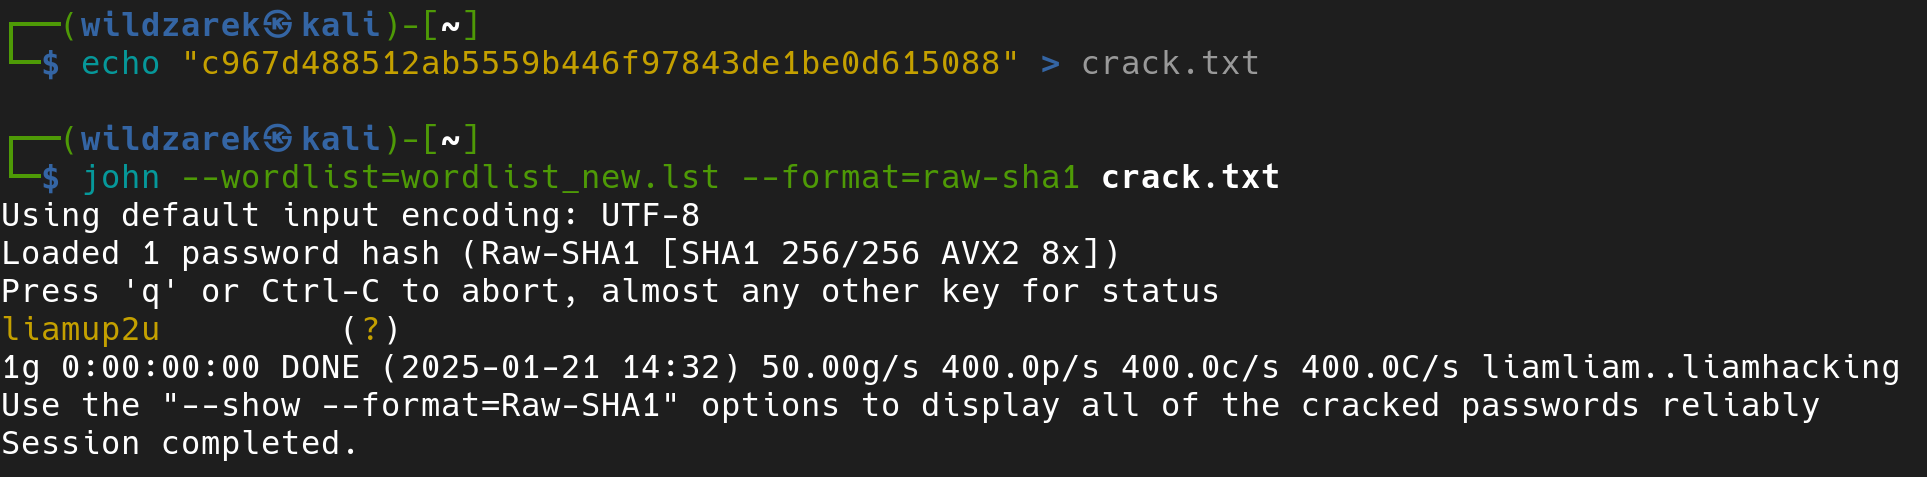 ┌──(wildzarek㉿kali)-[~]
└─$ echo "c967d488512ab5559b446f97843de1be0d615088" > crack.txt
┌──(wildzarek㉿kali)-[~]
└─$ john --wordlist=wordlist_new.lst --format=raw-sha1 crack.txt
Using default input encoding: UTF-8
Loaded 1 password hash (Raw-SHA1 [SHA1 256/256 AVX2 8x])
Press 'q' or Ctrl-C to abort, almost any other key for status
liamup2u         (?)
1g 0:00:00:00 DONE (2025-01-21 14:32) 50.00g/s 400.0p/s 400.0c/s 400.0C/s liamliam..liamhacking
Use the "--show --format=Raw-SHA1" options to display all of the cracked passwords reliably
Session completed.